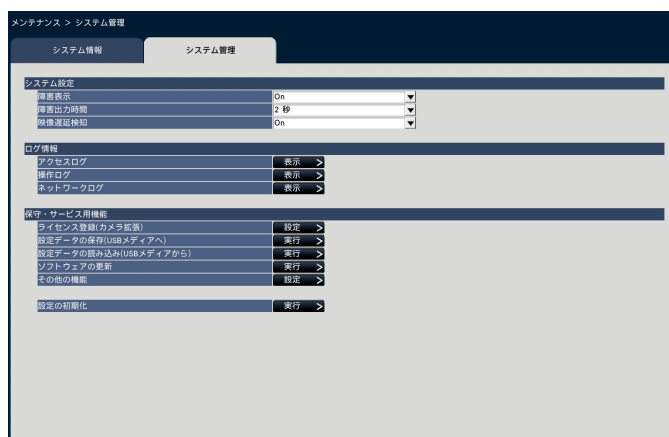 メンテナンス > システム管理
システム情報 システム管理
システム設定
障害表示 On
障害出力時間 2 秒
映像遅延検知 On
ログ情報
アクセスログ 表示 >
操作ログ 表示 >
ネットワークログ 表示 >
保守・サービス用機能
ライセンス登録(カメラ拡張) 設定 >
設定データの保存(USBメディアへ) 実行 >
設定データの読み込み(USBメディアから) 実行 >
ソフトウェアの更新 実行 >
その他の機能 設定 >
設定の初期化 実行 >